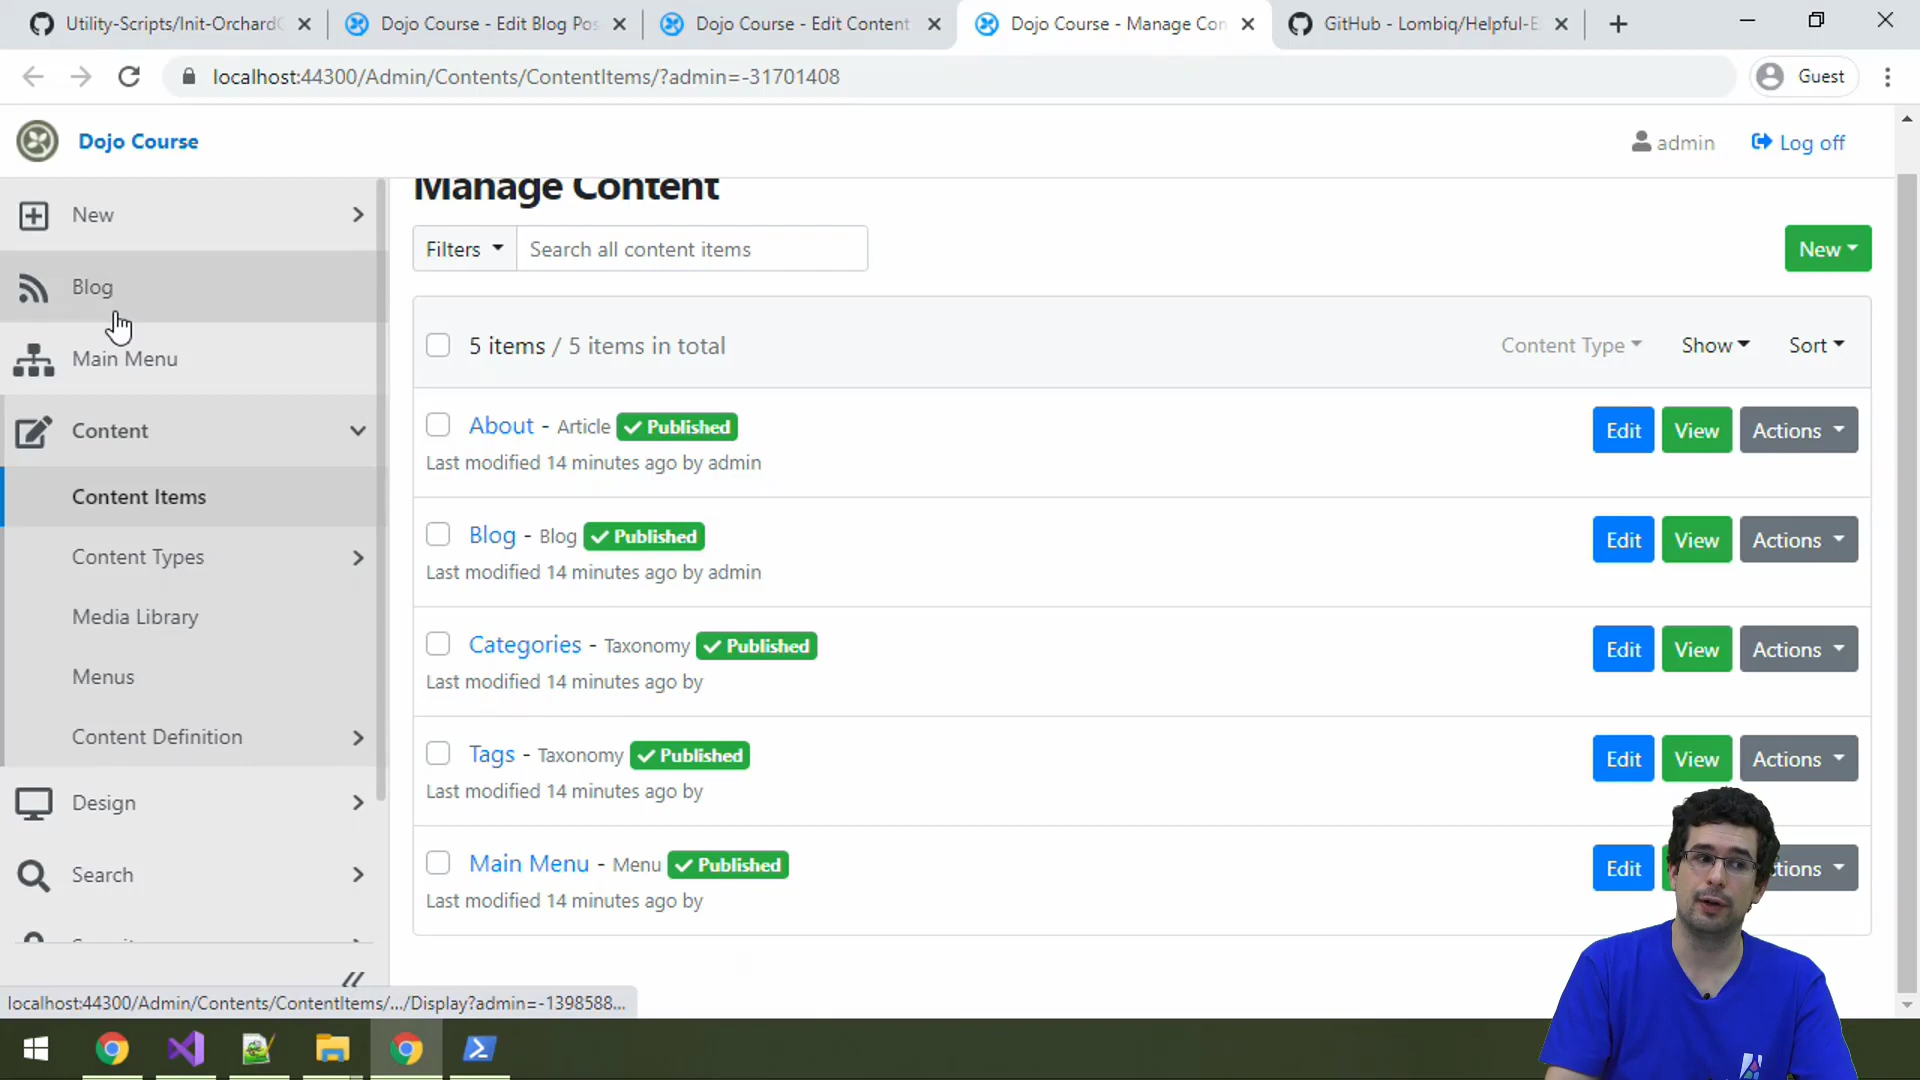 Utility-Scripts/Init-OrchardC
Dojo Course - Edit Blog Pos
Dojo Course - Edit Content
Dojo Course - Manage Con
GitHub - Lombiq/Helpful-E
localhost:44300/Admin/Contents/ContentItems/?admin=-31701408
Guest
Dojo Course
admin
Log off
New
Blog
Main Menu
Content
Content Items
Content Types
Media Library
Menus
Content Definition
Design
Search
Manage Content
Filters
Search all content items
New
5 items / 5 items in total
Content Type
Show
Sort
About - Article Published
Last modified 14 minutes ago by admin
Edit View Actions
Blog - Blog Published
Last modified 14 minutes ago by admin
Edit View Actions
Categories - Taxonomy Published
Last modified 14 minutes ago by
Edit View Actions
Tags - Taxonomy Published
Last modified 14 minutes ago by
Edit View Actions
Main Menu - Menu Published
Last modified 14 minutes ago by
Edit ctions
localhost:44300/Admin/Contents/ContentItems/.../Display?admin=-1398588...